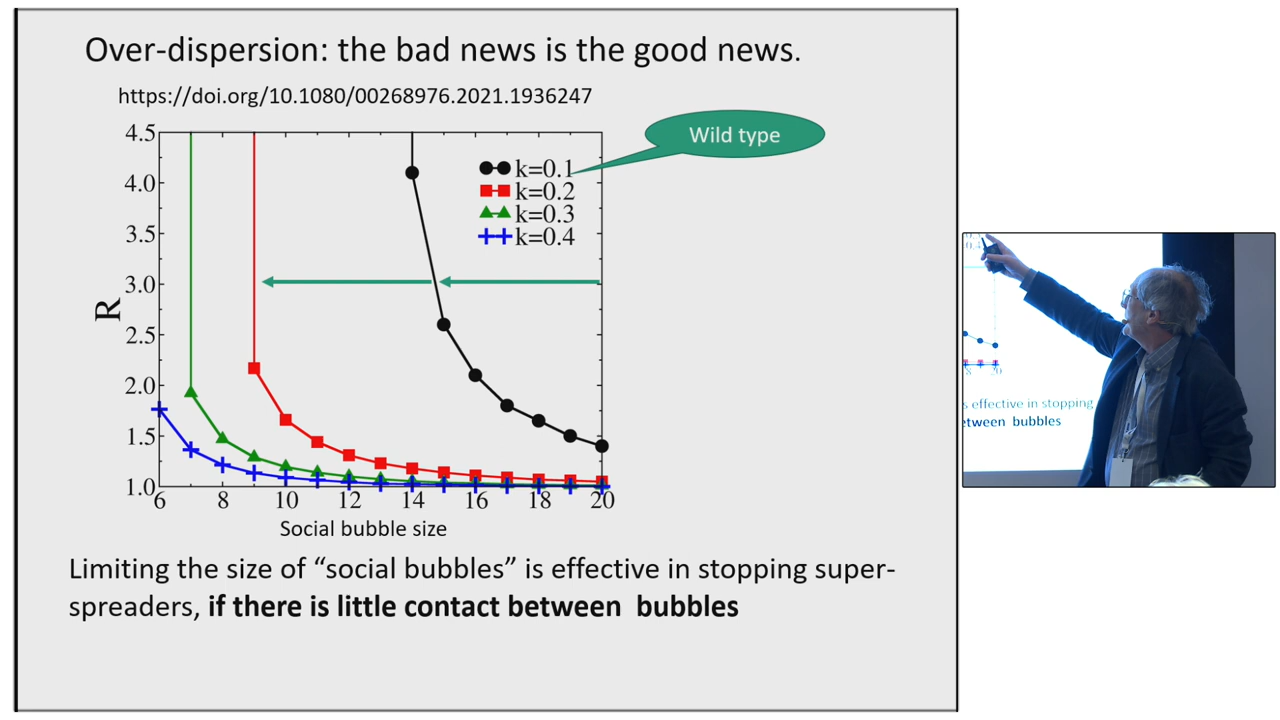 Over-dispersion: the bad news is the good news.
https://doi.org/10.1080/00268976.2021.1936247
Wild type
k=0.1
k=0.2
k=0.3
k=0.4
R
4.5
4.0
3.5
3.0
2.5
2.0
1.5
1.0
6 8 10 12 14 16 18 20
Social bubble size
Limiting the size of “social bubbles” is effective in stopping super-
spreaders, if there is little contact between bubbles
s effective in stopping
etween bubbles
20